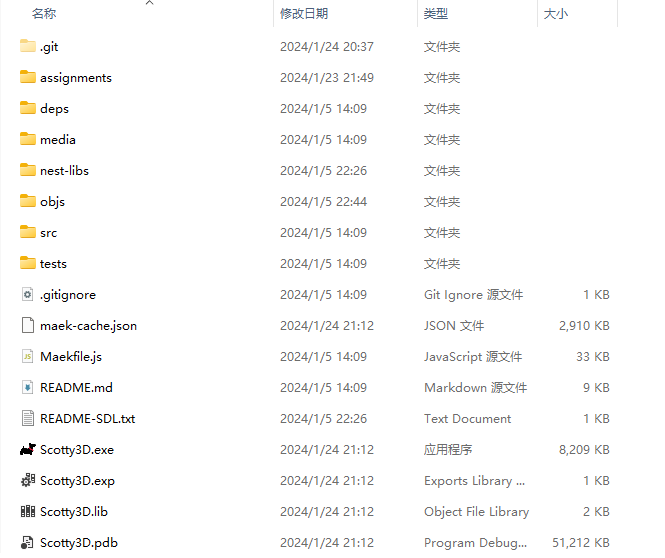 名称 修改日期 类型 大小
.git 2024/1/24 20:37 文件夹
assignments 2024/1/23 21:49 文件夹
deps 2024/1/5 14:09 文件夹
media 2024/1/5 14:09 文件夹
nest-libs 2024/1/5 22:26 文件夹
objs 2024/1/5 22:44 文件夹
src 2024/1/5 14:09 文件夹
tests 2024/1/5 14:09 文件夹
.gitignore 2024/1/5 14:09 Git Ignore 源文件 1 KB
maek-cache.json 2024/1/24 21:12 JSON 文件 2,910 KB
Maekfile.js 2024/1/5 14:09 JavaScript 源文件 33 KB
README.md 2024/1/5 14:09 Markdown 源文件 9 KB
README-SDL.txt 2024/1/5 22:26 Text Document 1 KB
Scotty3D.exe 2024/1/24 21:12 应用程序 8,209 KB
Scotty3D.exp 2024/1/24 21:12 Exports Library ... 1 KB
Scotty3D.lib 2024/1/24 21:12 Object File Library 2 KB
Scotty3D.pdb 2024/1/24 21:12 Program Debug... 51,212 KB